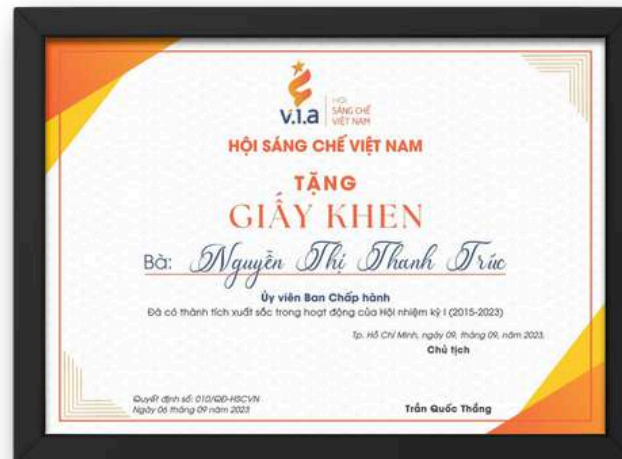 v.1.a
HỘI
SÁNG CHẾ
VIỆT NAM
HỘI SÁNG CHẾ VIỆT NAM
TẶNG
GIẤY KHEN
Bà: Nguyễn Thị Thanh Trúc
Ủy viên Ban Chấp hành
Đã có thành tích xuất sắc trong hoạt động của Hội nhiệm kỳ I (2015-2023)
Tp. Hồ Chí Minh, ngày 09, tháng 09, năm 2023.
Chủ tịch
Quyết định số: 010/QĐ-HSCVN
Ngày 06 tháng 09 năm 2023
Trần Quốc Thắng